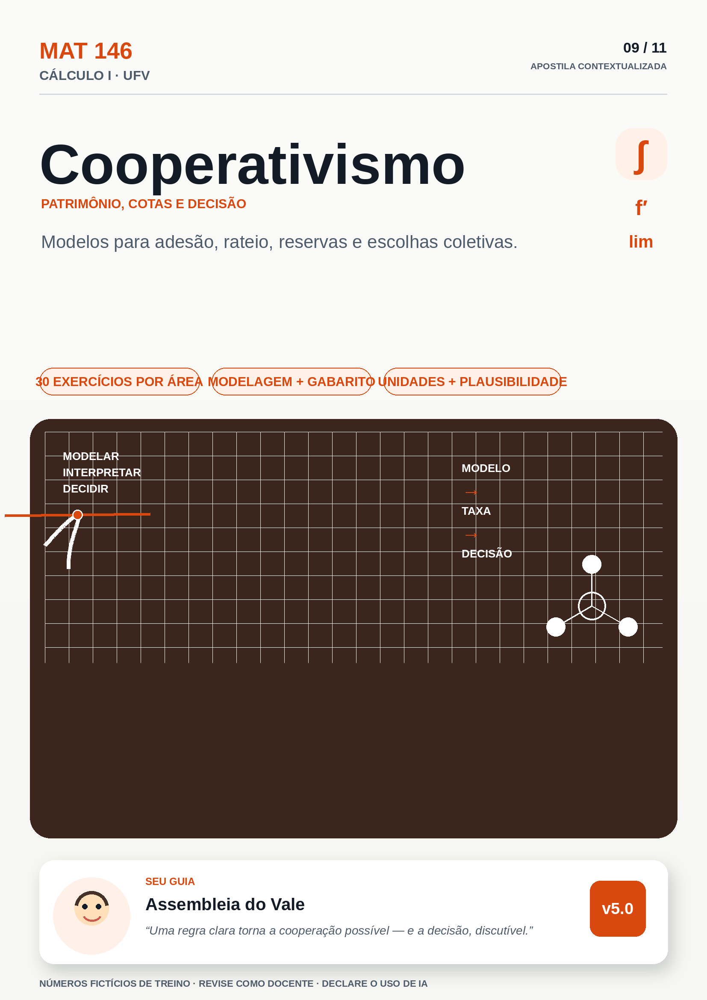 MAT 146
CÁLCULO I · UFV
09 / 11
APOSTILA CONTEXTUALIZADA
Cooperativismo
PATRIMÔNIO, COTAS E DECISÃO
Modelos para adesão, rateio, reservas e escolhas coletivas.
∫
f′
lim
30 EXERCÍCIOS POR ÁREA
MODELAGEM + GABARITO
UNIDADES + PLAUSIBILIDADE
MODELAR
INTERPRETAR
DECIDIR
MODELO
→
TAXA
→
DECISÃO
SEU GUIA
Assembleia do Vale
“Uma regra clara torna a cooperação possível — e a decisão, discutível.”
v5.0
NÚMEROS FICTÍCIOS DE TREINO · REVISE COMO DOCENTE · DECLARE O USO DE IA